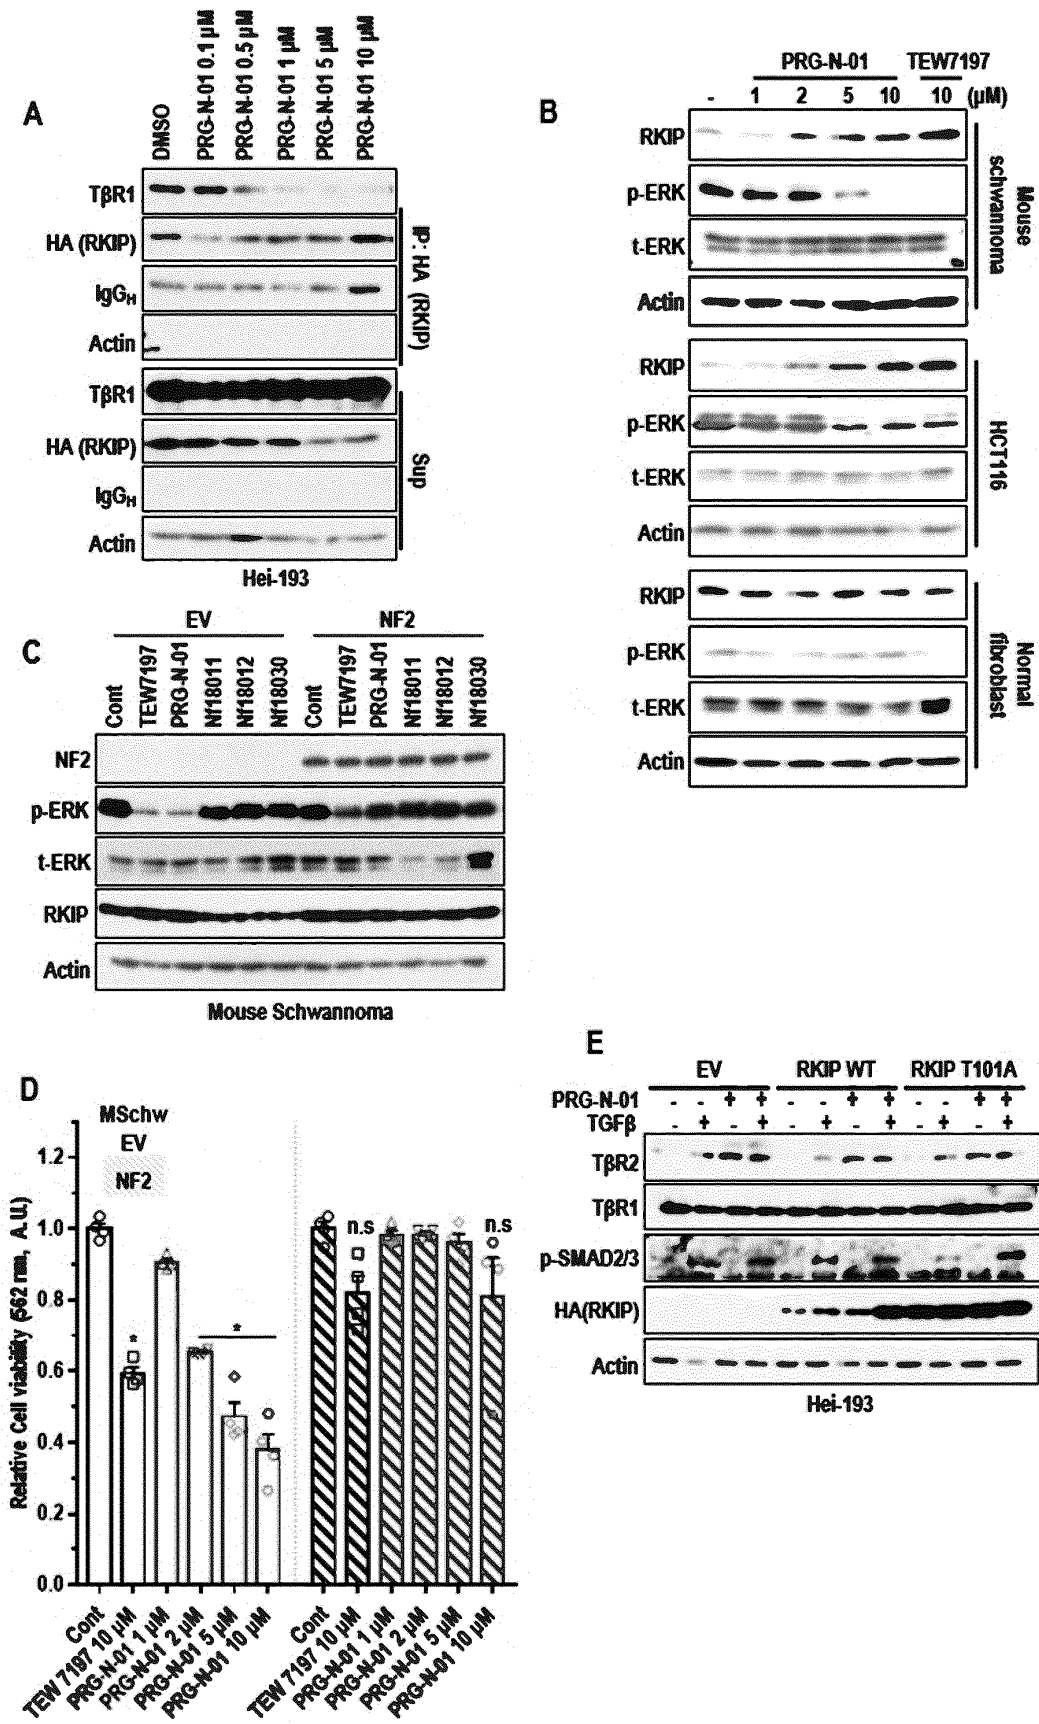 A
DMSO
PRG-N-01 0.1 µM
PRG-N-01 0.5 µM
PRG-N-01 1 µM
PRG-N-01 5 µM
PRG-N-01 10 µM
TβR1
HA (RKIP)
IgGH
Actin
IP: HA (RKIP)
TβR1
HA (RKIP)
IgGH
Actin
Sup
Hei-193
B
PRG-N-01 TEW7197
- 1 2 5 10 10 (µM)
RKIP
p-ERK
t-ERK
Actin
Mouse
schwannoma
RKIP
p-ERK
t-ERK
Actin
HCT116
RKIP
p-ERK
t-ERK
Actin
Normal
fibroblast
C
EV NF2
Cont
TEW7197
PRG-N-01
Nf18011
Nf18012
Nf18030
Cont
TEW7197
PRG-N-01
Nf18011
Nf18012
Nf18030
NF2
p-ERK
t-ERK
RKIP
Actin
Mouse Schwannoma
D
Relative Cell viability (562 nm, A.U.)
MSchw
EV
NF2
1.2
1.0
0.8
0.6
0.4
0.2
0.0
*
*
n.s
n.s
Cont
TEW 7197 10 µM
PRG-N-01 1 µM
PRG-N-01 2 µM
PRG-N-01 5 µM
PRG-N-01 10 µM
Cont
TEW 7197 10 µM
PRG-N-01 1 µM
PRG-N-01 2 µM
PRG-N-01 5 µM
PRG-N-01 10 µM
E
EV RKIP WT RKIP T101A
PRG-N-01 - - + + - - + + - - + +
TGFβ - + - + - + - + - + - +
TβR2
TβR1
p-SMAD2/3
HA(RKIP)
Actin
Hei-193